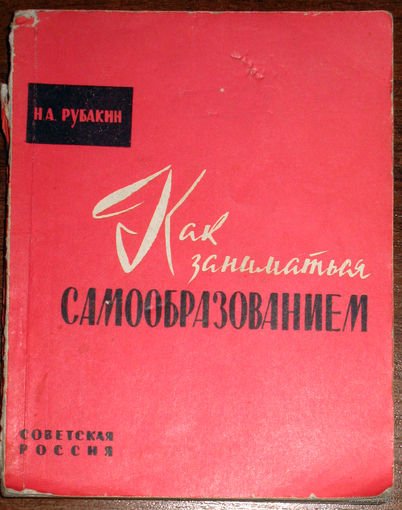 Н.А. РУБАКИН
Как
заниматься
САМООБРАЗОВАНИЕМ
СОВЕТСКАЯ
РОССИЯ